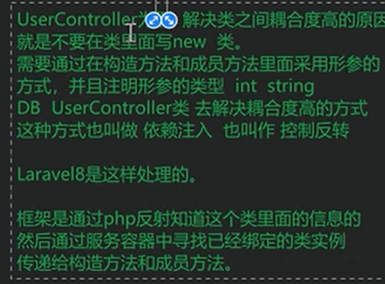 UserController 解决类之间耦合度高的原因
就是不要在类里面写new 类。
需要通过在构造方法和成员方法里面采用形参的
方式，并且注明形参的类型 int string
DB UserController类 去解决耦合度高的方式
这种方式也叫做 依赖注入 也叫作 控制反转
Laravel8是这样处理的。
框架是通过php反射知道这个类里面的信息的
然后通过服务容器中寻找已经绑定的类实例
传递给构造方法和成员方法。